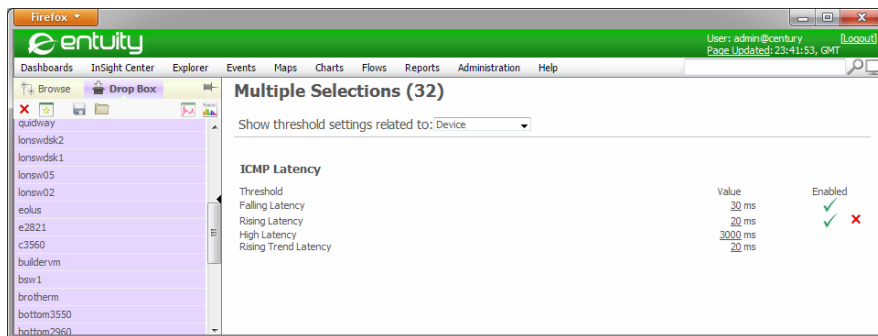 Firefox
entuity
User: admin@century [Logout]
Page Updated: 23:41:53, GMT
Dashboards InSight Center Explorer Events Maps Charts Flows Reports Administration Help
Browse Drop Box
Multiple Selections (32)
Show threshold settings related to: Device
quidway
lonswdsk2
lonswdsk1
lonsw05
lonsw02
eolus
e2821
c3560
buildervm
bsw1
brotherm
bottom3550
bottom2960
ICMP Latency
Threshold Value Enabled
Falling Latency 30 ms
Rising Latency 20 ms
High Latency 3000 ms
Rising Trend Latency 20 ms